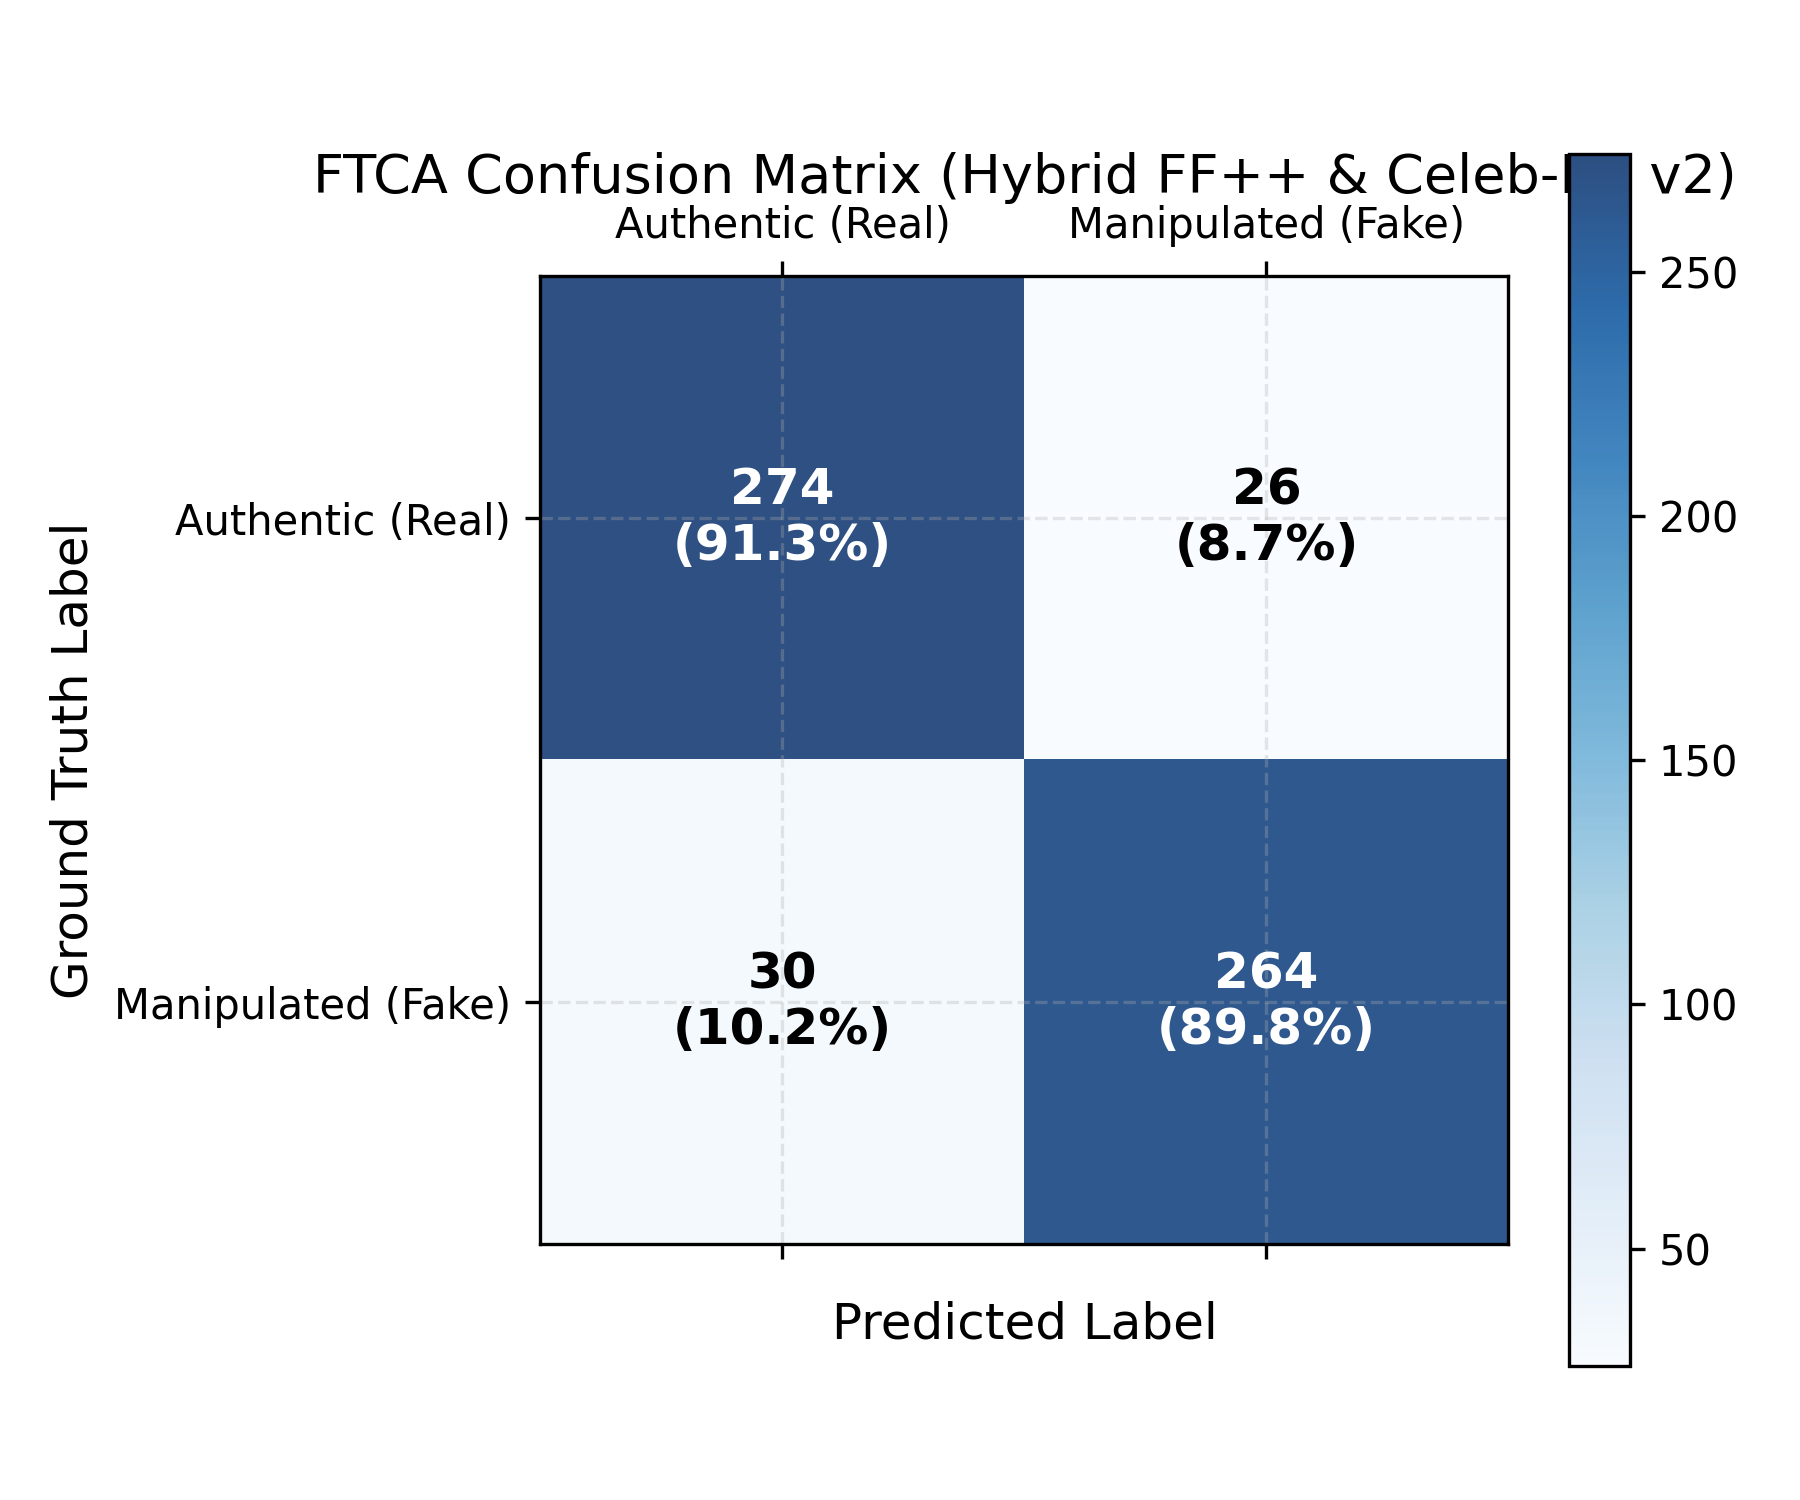 FTCA Confusion Matrix (Hybrid FF++ & Celeb- v2)
Authentic (Real) Manipulated (Fake)
250
200
150
100
50
Ground Truth Label
Authentic (Real)
274
(91.3%)
26
(8.7%)
Manipulated (Fake)
30
(10.2%)
264
(89.8%)
Predicted Label